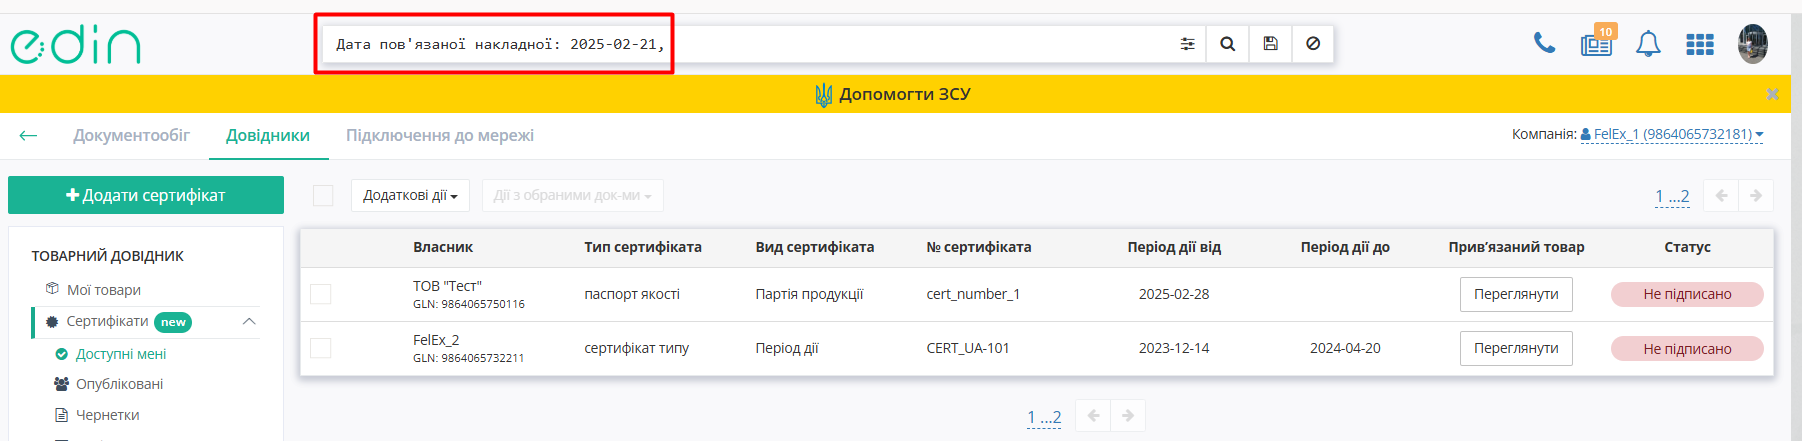 edin
Дата пов'язаної накладної: 2025-02-21,
10
Допомогти ЗСУ
Документообіг Довідники Підключення до мережі
Компанія: FelEx_1 (9864065732181)
Додати сертифікат
Додаткові дії
Дії з обраними док-ми
1 ...2
ТОВАРНИЙ ДОВІДНИК
Мої товари
Сертифікати new
Доступні мені
Опубліковані
Чернетки
Власник Тип сертифіката Вид сертифіката № сертифіката Період дії від Період дії до Прив’язаний товар Статус
ТОВ "Тест"
GLN: 9864065750116
паспорт якості Партія продукції cert_number_1 2025-02-28 Переглянути Не підписано
FelEx_2
GLN: 9864065732211
сертифікат типу Період дії CERT_UA-101 2023-12-14 2024-04-20 Переглянути Не підписано
1 ...2